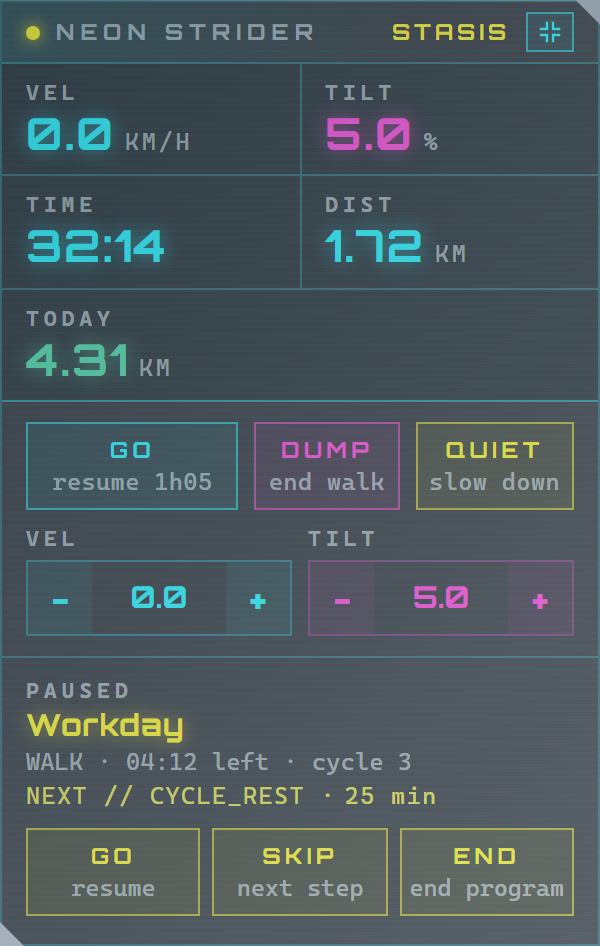 NEON STRIDER STASIS
VEL TILT
0.0 KM/H 5.0 %
TIME DIST
32:14 1.72 KM
TODAY
4.31 KM
GO DUMP QUIET
resume 1h05 end walk slow down
VEL TILT
- 0.0 + - 5.0 +
PAUSED
Workday
WALK · 04:12 left · cycle 3
NEXT // CYCLE_REST · 25 min
GO SKIP END
resume next step end program